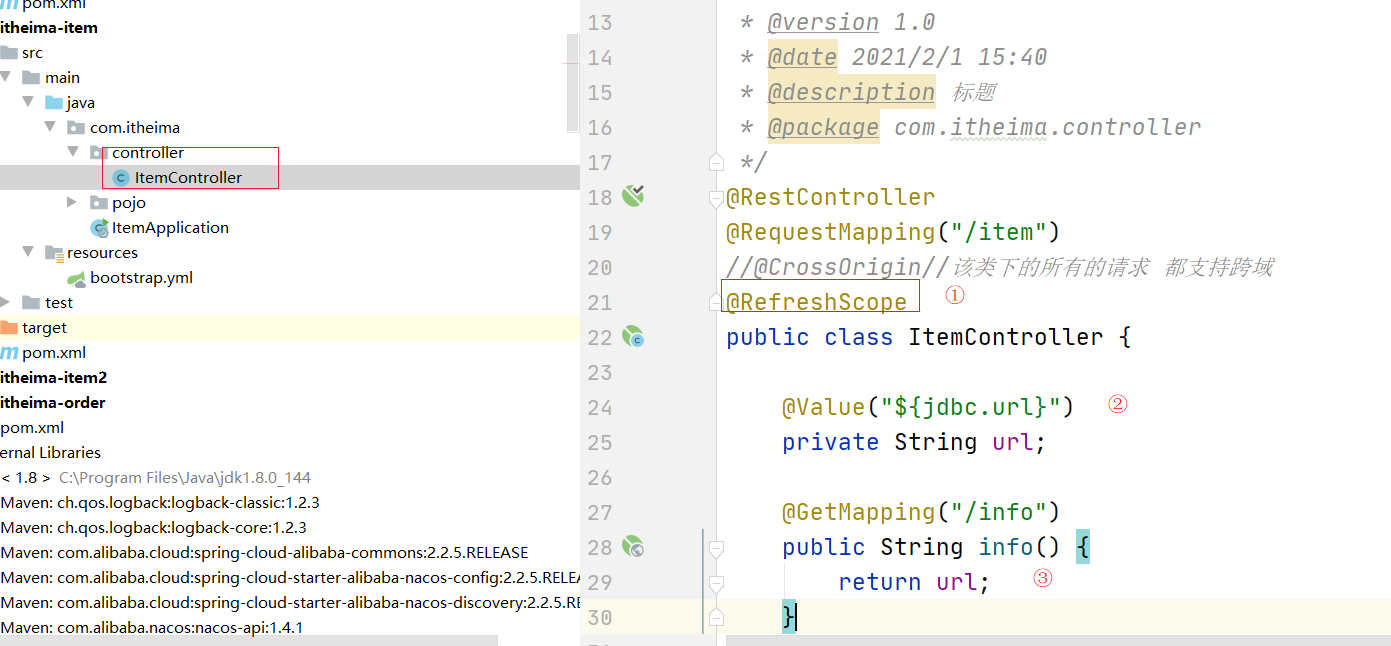 pom.xml
itheima-item
src
main
java
com.itheima
controller
ItemController
pojo
ItemApplication
resources
bootstrap.yml
test
target
pom.xml
itheima-item2
itheima-order
pom.xml
ernal Libraries
< 1.8 > C:\Program Files\Java\jdk1.8.0_144
Maven: ch.qos.logback:logback-classic:1.2.3
Maven: ch.qos.logback:logback-core:1.2.3
Maven: com.alibaba.cloud:spring-cloud-alibaba-commons:2.2.5.RELEASE
Maven: com.alibaba.cloud:spring-cloud-starter-alibaba-nacos-config:2.2.5.RELEA
Maven: com.alibaba.cloud:spring-cloud-starter-alibaba-nacos-discovery:2.2.5.RE
Maven: com.alibaba.nacos:nacos-api:1.4.1
13 * @version 1.0
14 * @date 2021/2/1 15:40
15 * @description 标题
16 * @package com.itheima.controller
17 */
18 @RestController
19 @RequestMapping("/item")
20 //@CrossOrigin//该类下的所有的请求 都支持跨域
21 @RefreshScope ①
22 public class ItemController {
23
24 @Value("${jdbc.url}") ②
25 private String url;
26
27 @GetMapping("/info")
28 public String info() {
29 return url; ③
30 }